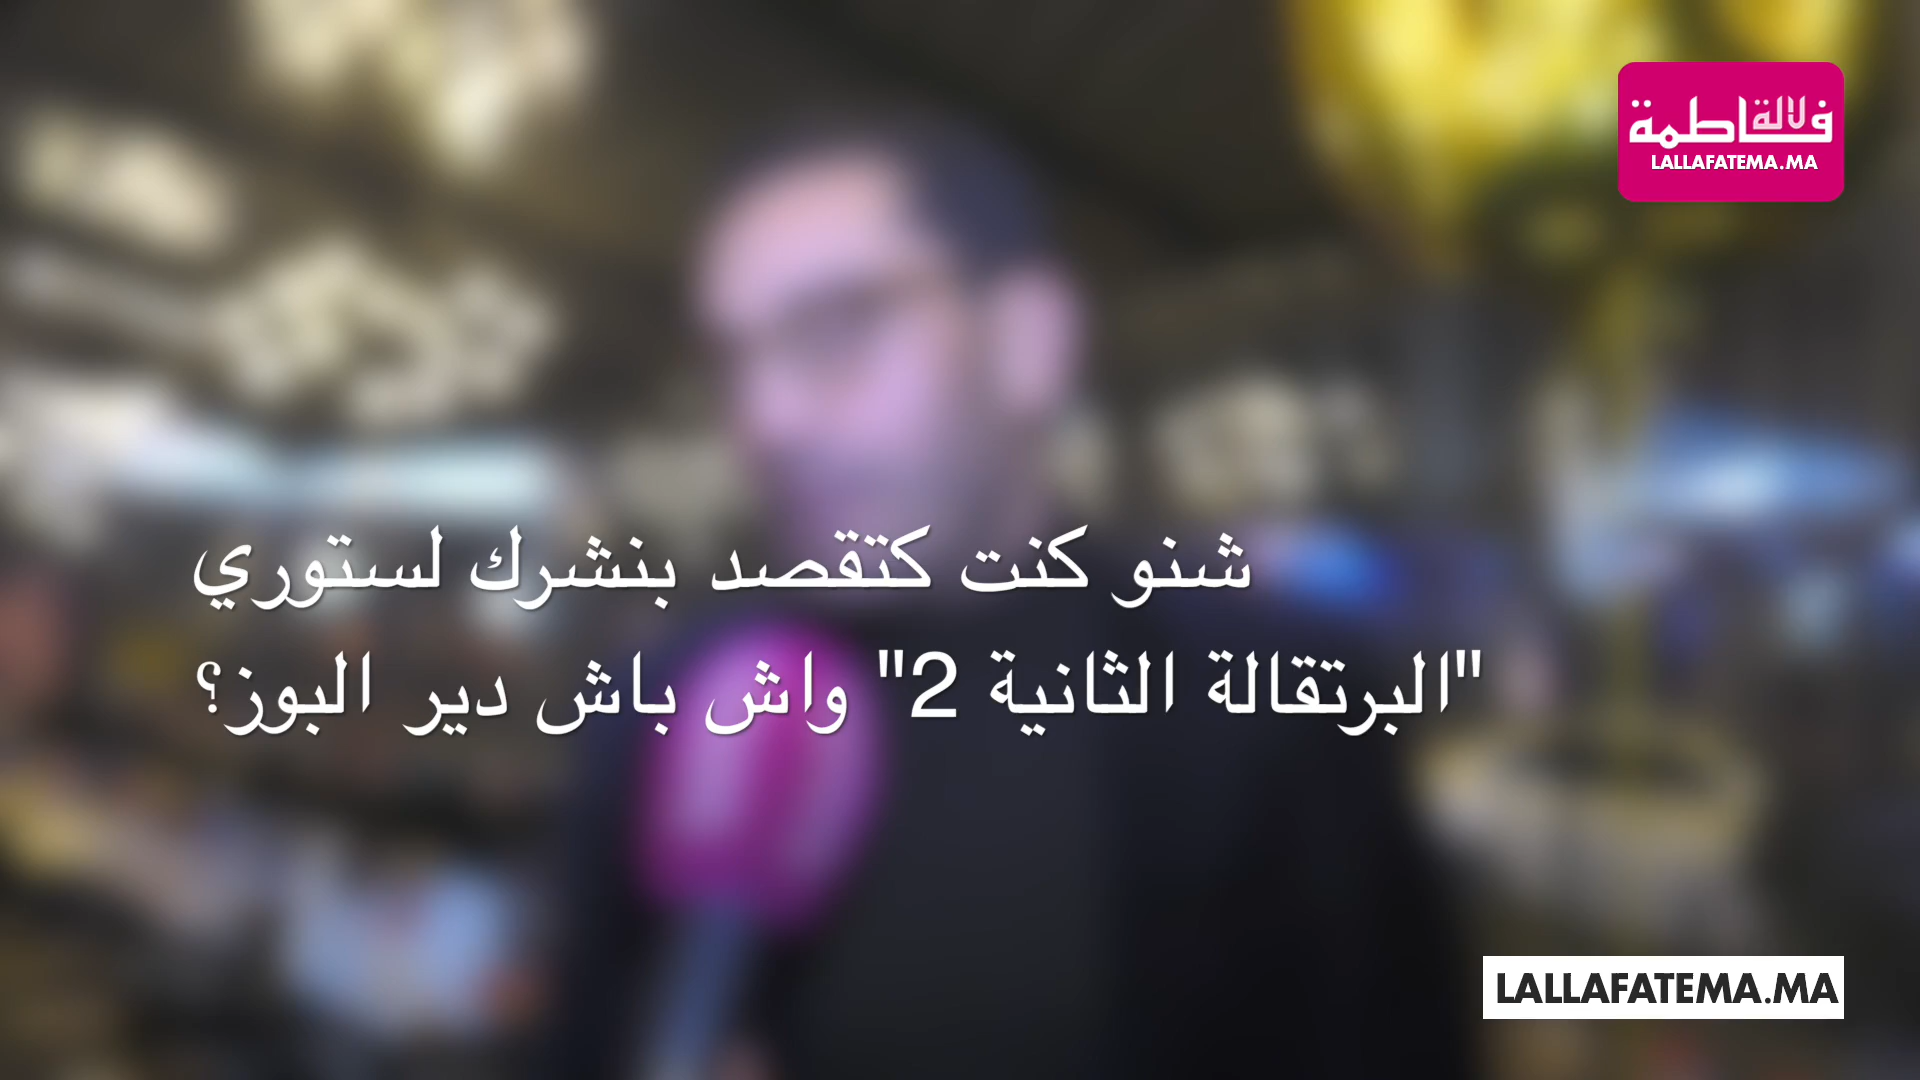 فلالة فاطمة
LALLAFATEMA.MA
شنو كنت كتقصد بنشرك لستوري
"البرتقالة الثانية 2" واش باش دير البوز؟
LALLAFATEMA.MA